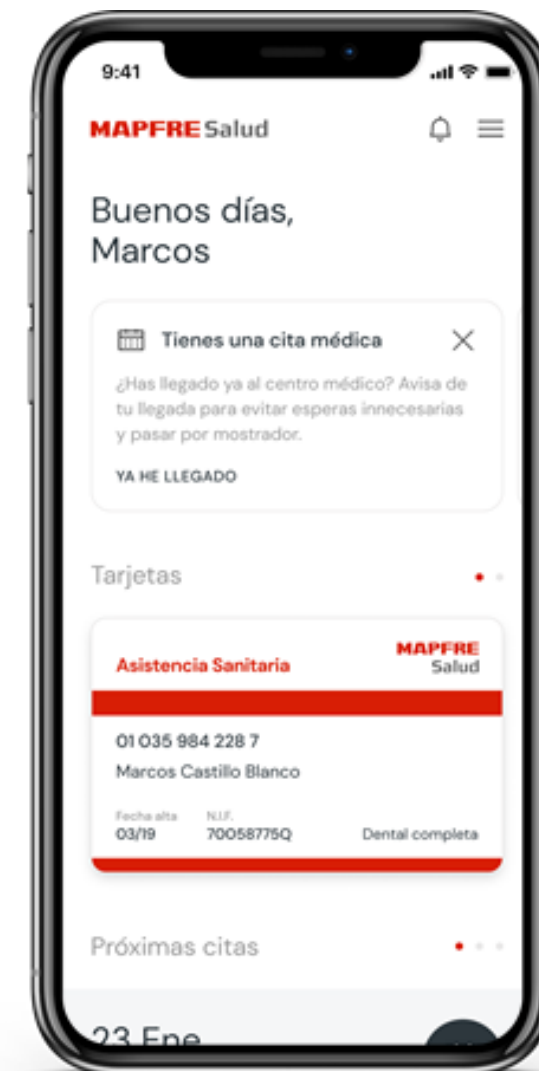 9:41
MAPFRE Salud
Buenos días,
Marcos
Tienes una cita médica
¿Has llegado ya al centro médico? Avisa de
tu llegada para evitar esperas innecesarias
y pasar por mostrador.
YA HE LLEGADO
Tarjetas
Asistencia Sanitaria
MAPFRE
Salud
01 035 984 228 7
Marcos Castillo Blanco
Fecha alta N.I.F.
03/19 70058775Q Dental completa
Próximas citas
23 Ene